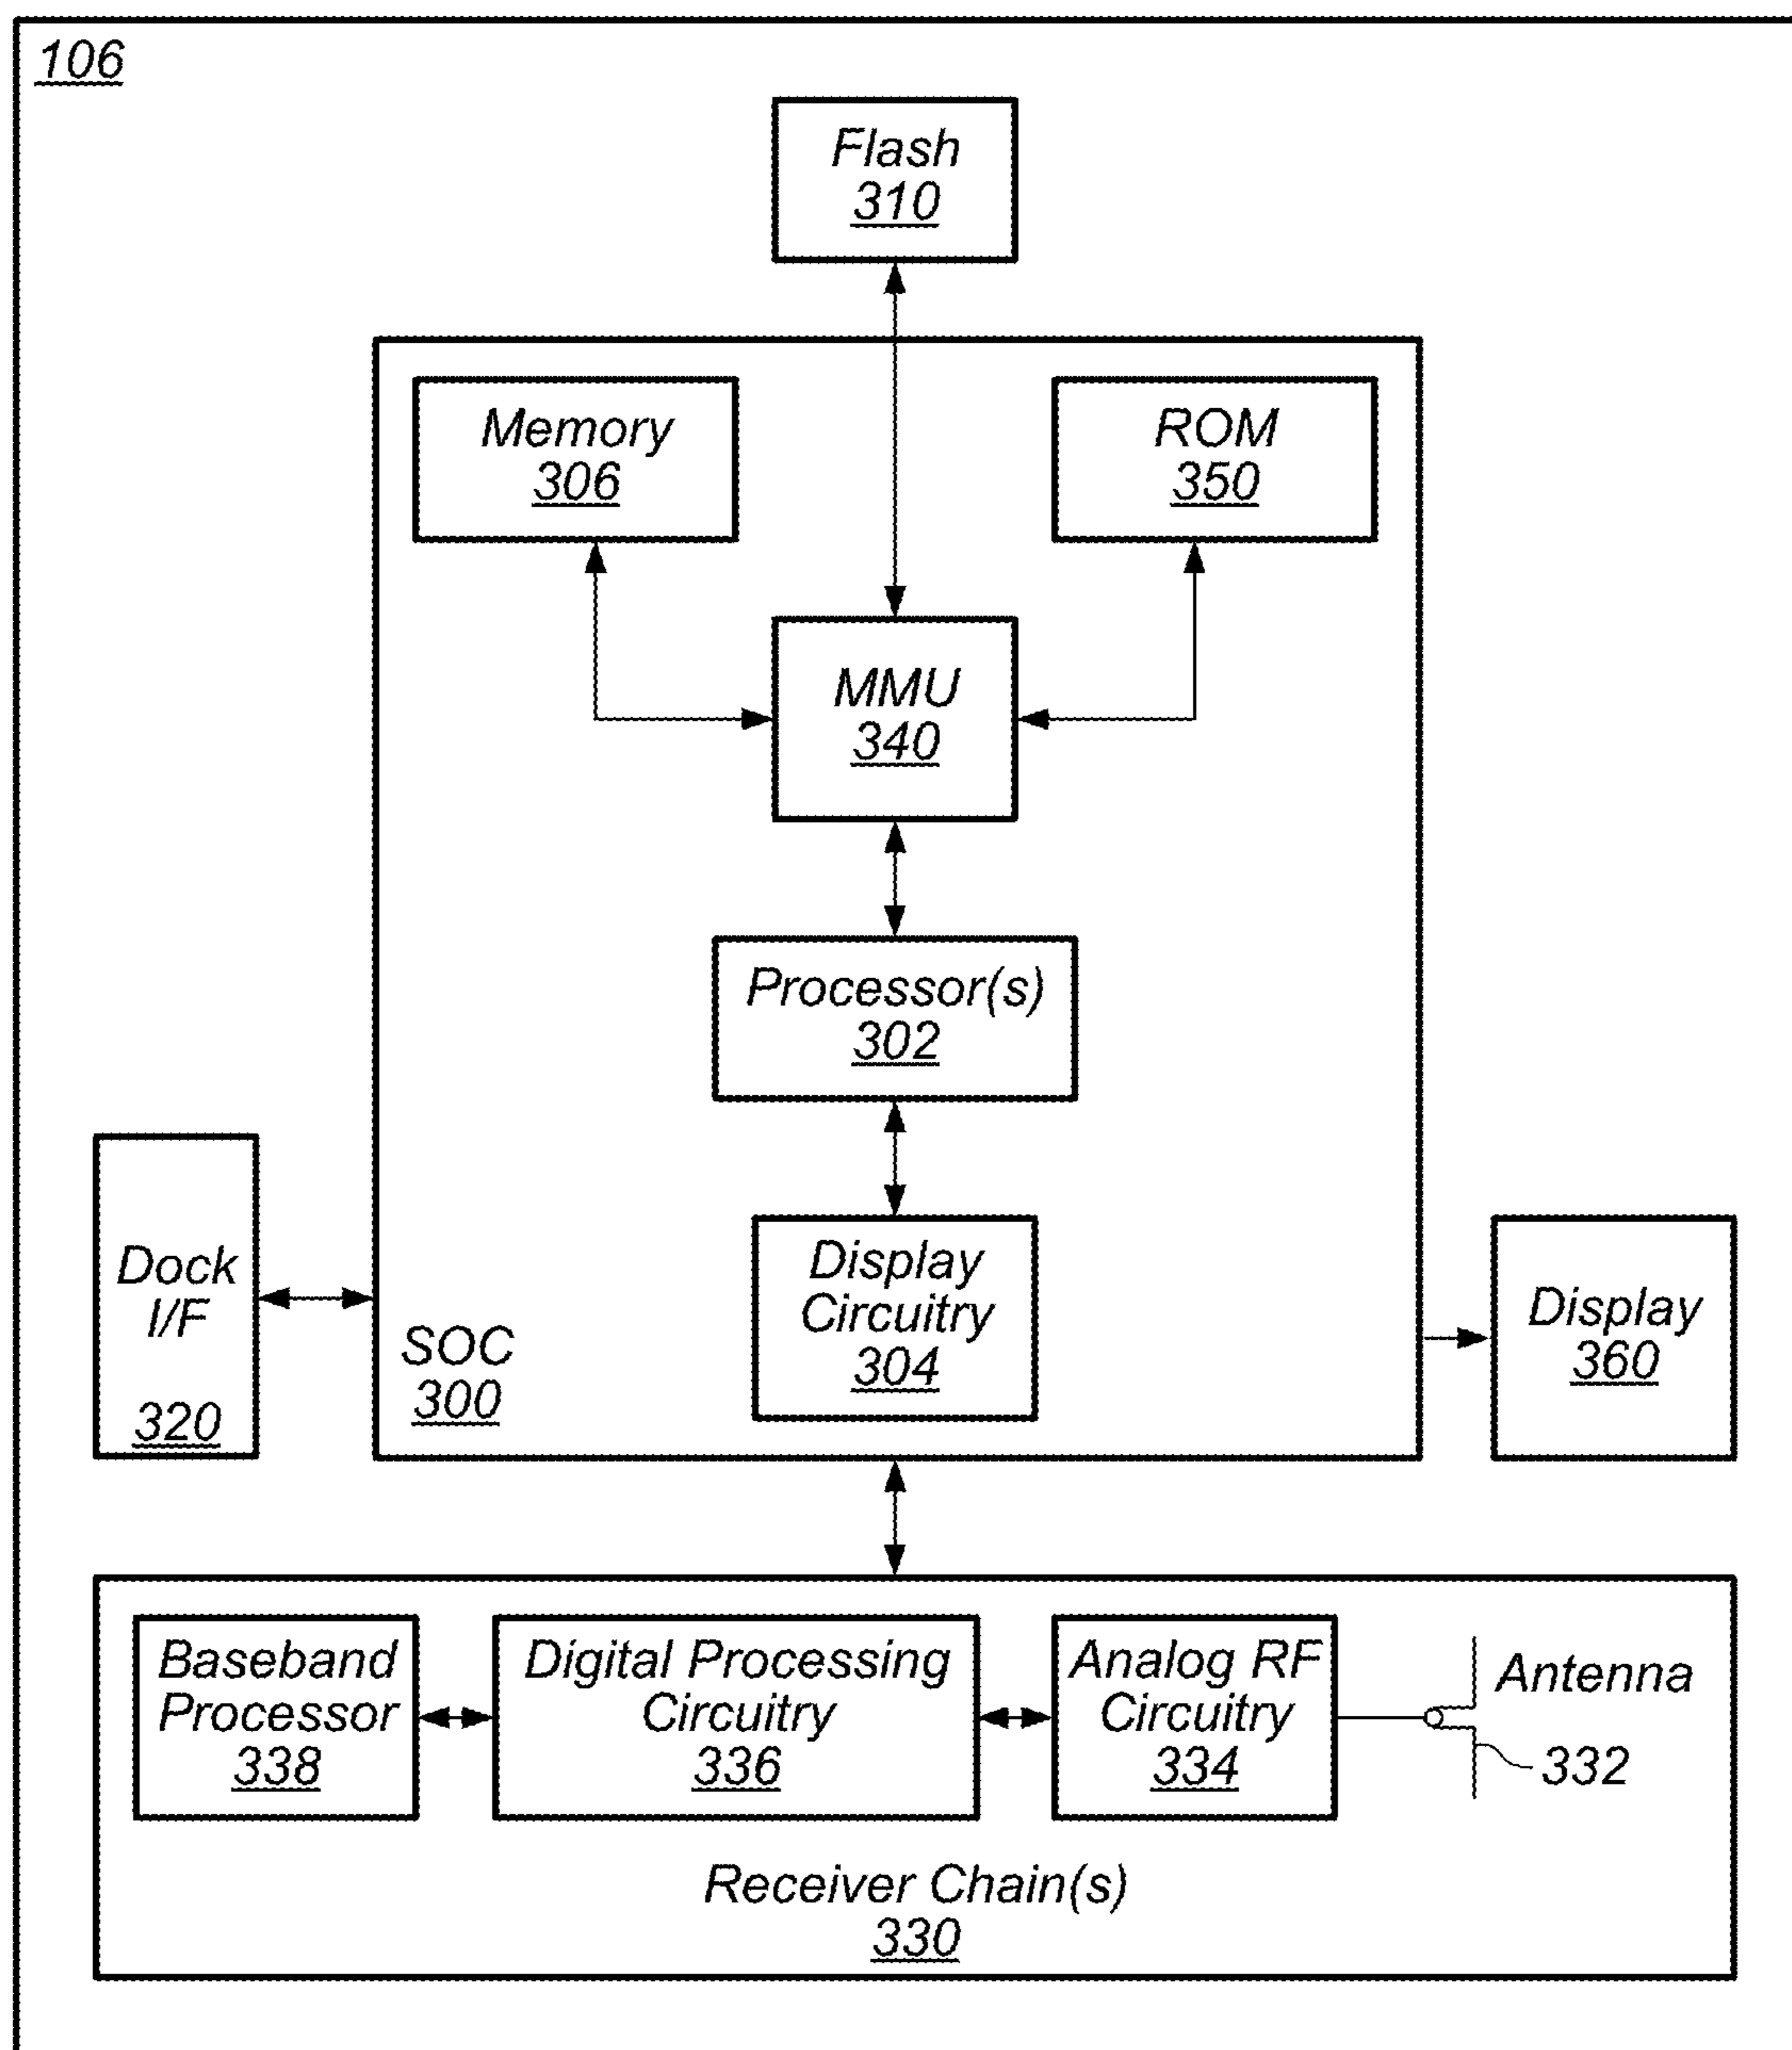 106
Flash
310
Memory
306
ROM
350
MMU
340
Processor(s)
302
Display
Circuitry
304
SOC
300
Dock
I/F
320
Display
360
Baseband
Processor
338
Digital Processing
Circuitry
336
Analog RF
Circuitry
334
Antenna
332
Receiver Chain(s)
330